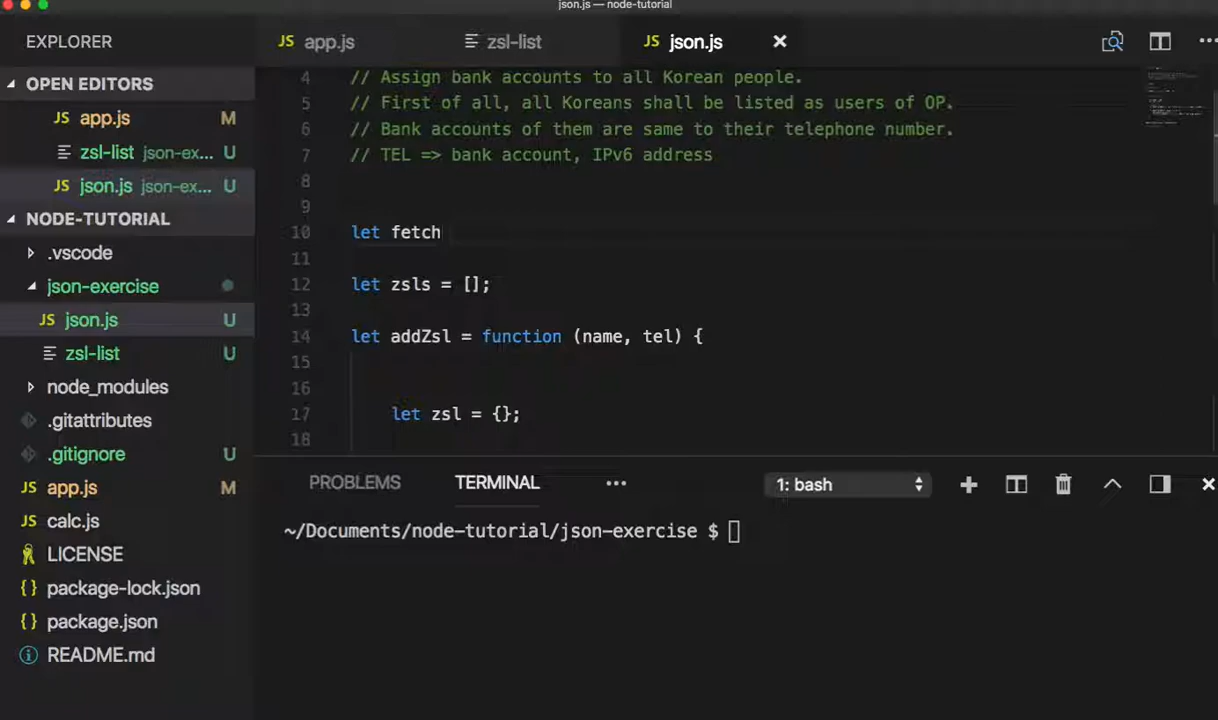 json.js — node-tutorial
EXPLORER
JS app.js
zsl-list
JS json.js
OPEN EDITORS
JS app.js M
zsl-list json-ex... U
JS json.js json-ex... U
NODE-TUTORIAL
.vscode
json-exercise
JS json.js U
zsl-list U
node_modules
.gitattributes
.gitignore U
JS app.js M
JS calc.js
LICENSE
{} package-lock.json
{} package.json
README.md
4 // Assign bank accounts to all Korean people.
5 // First of all, all Koreans shall be listed as users of OP.
6 // Bank accounts of them are same to their telephone number.
7 // TEL => bank account, IPv6 address
8
9
10 let fetch
11
12 let zsls = [];
13
14 let addZsl = function (name, tel) {
15
16
17 let zsl = {};
18
PROBLEMS TERMINAL ... 1: bash
~/Documents/node-tutorial/json-exercise $